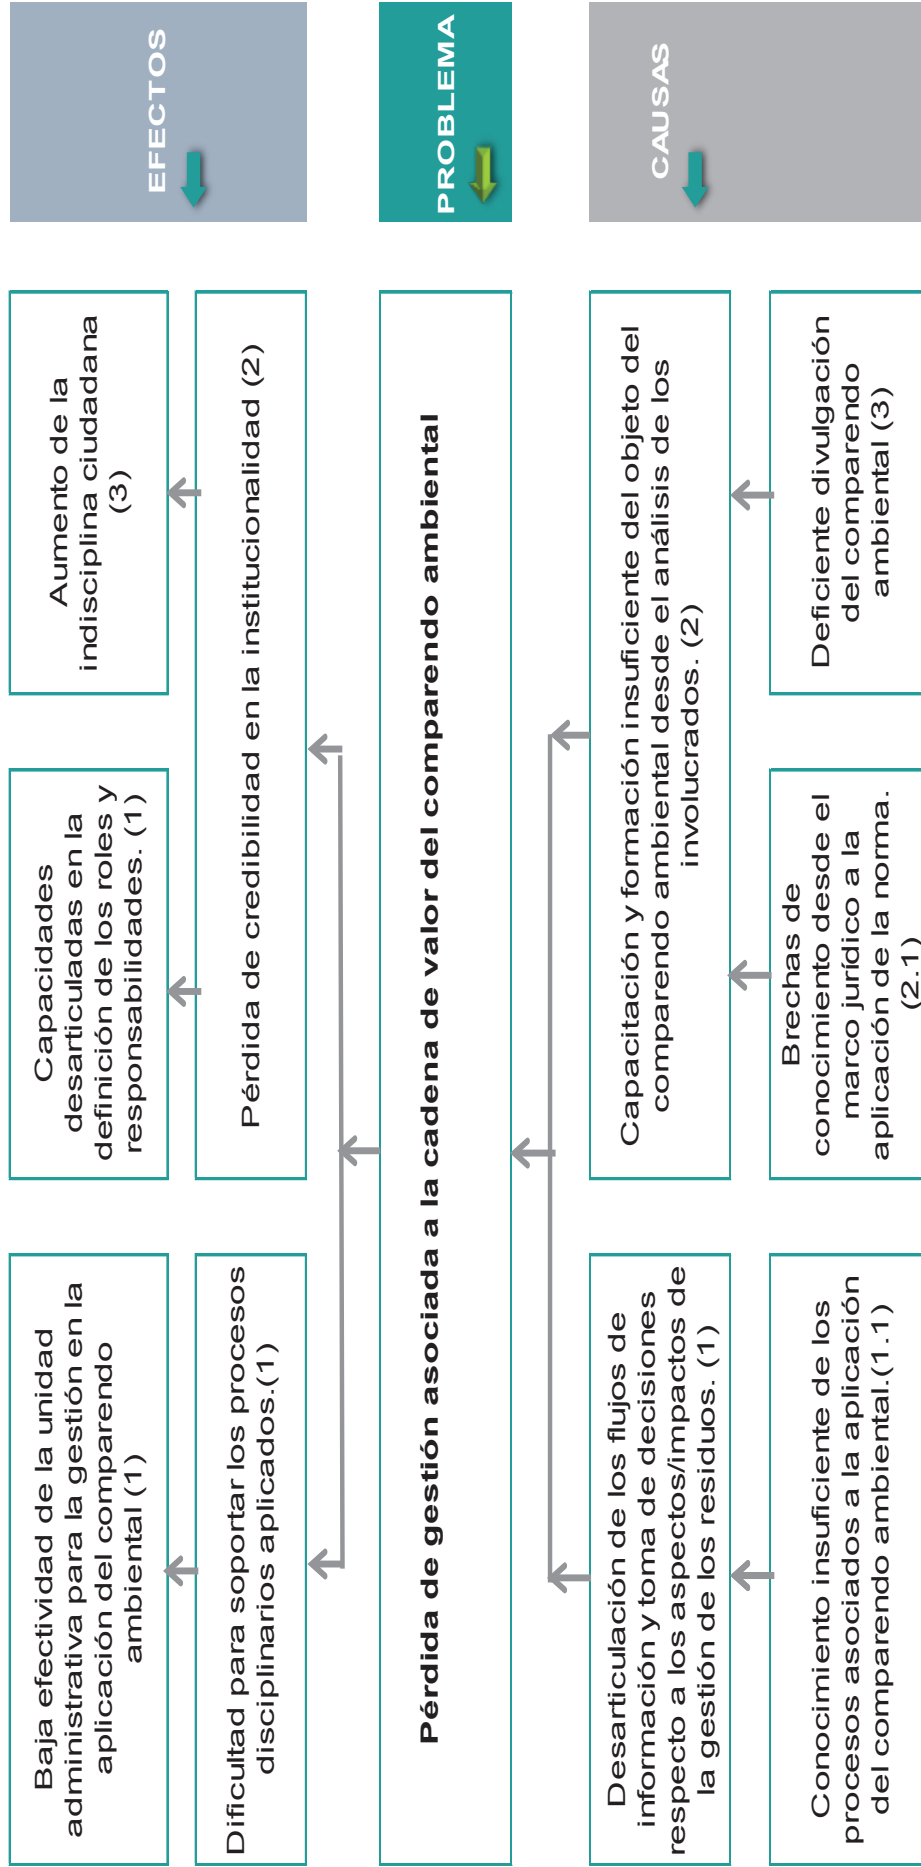 Baja efectividad de la unidad
administrativa para la gestión en la
aplicación del comparendo
ambiental (1)
Capacidades
desarticuladas en la
definición de los roles y
responsabilidades. (1)
Aumento de la
indisciplina ciudadana
(3)
EFECTOS
Dificultad para soportar los procesos
disciplinarios aplicados.(1)
Pérdida de credibilidad en la institucionalidad (2)
Pérdida de gestión asociada a la cadena de valor del comparendo ambiental
PROBLEMA
Desarticulación de los flujos de
información y toma de decisiones
respecto a los aspectos/impactos de
la gestión de los residuos. (1)
Capacitación y formación insuficiente del objeto del
comparendo ambiental desde el análisis de los
involucrados. (2)
CAUSAS
Conocimiento insuficiente de los
procesos asociados a la aplicación
del comparendo ambiental.(1.1)
Brechas de
conocimiento desde el
marco jurídico a la
aplicación de la norma.
(2.1)
Deficiente divulgación
del comparendo
ambiental (3)